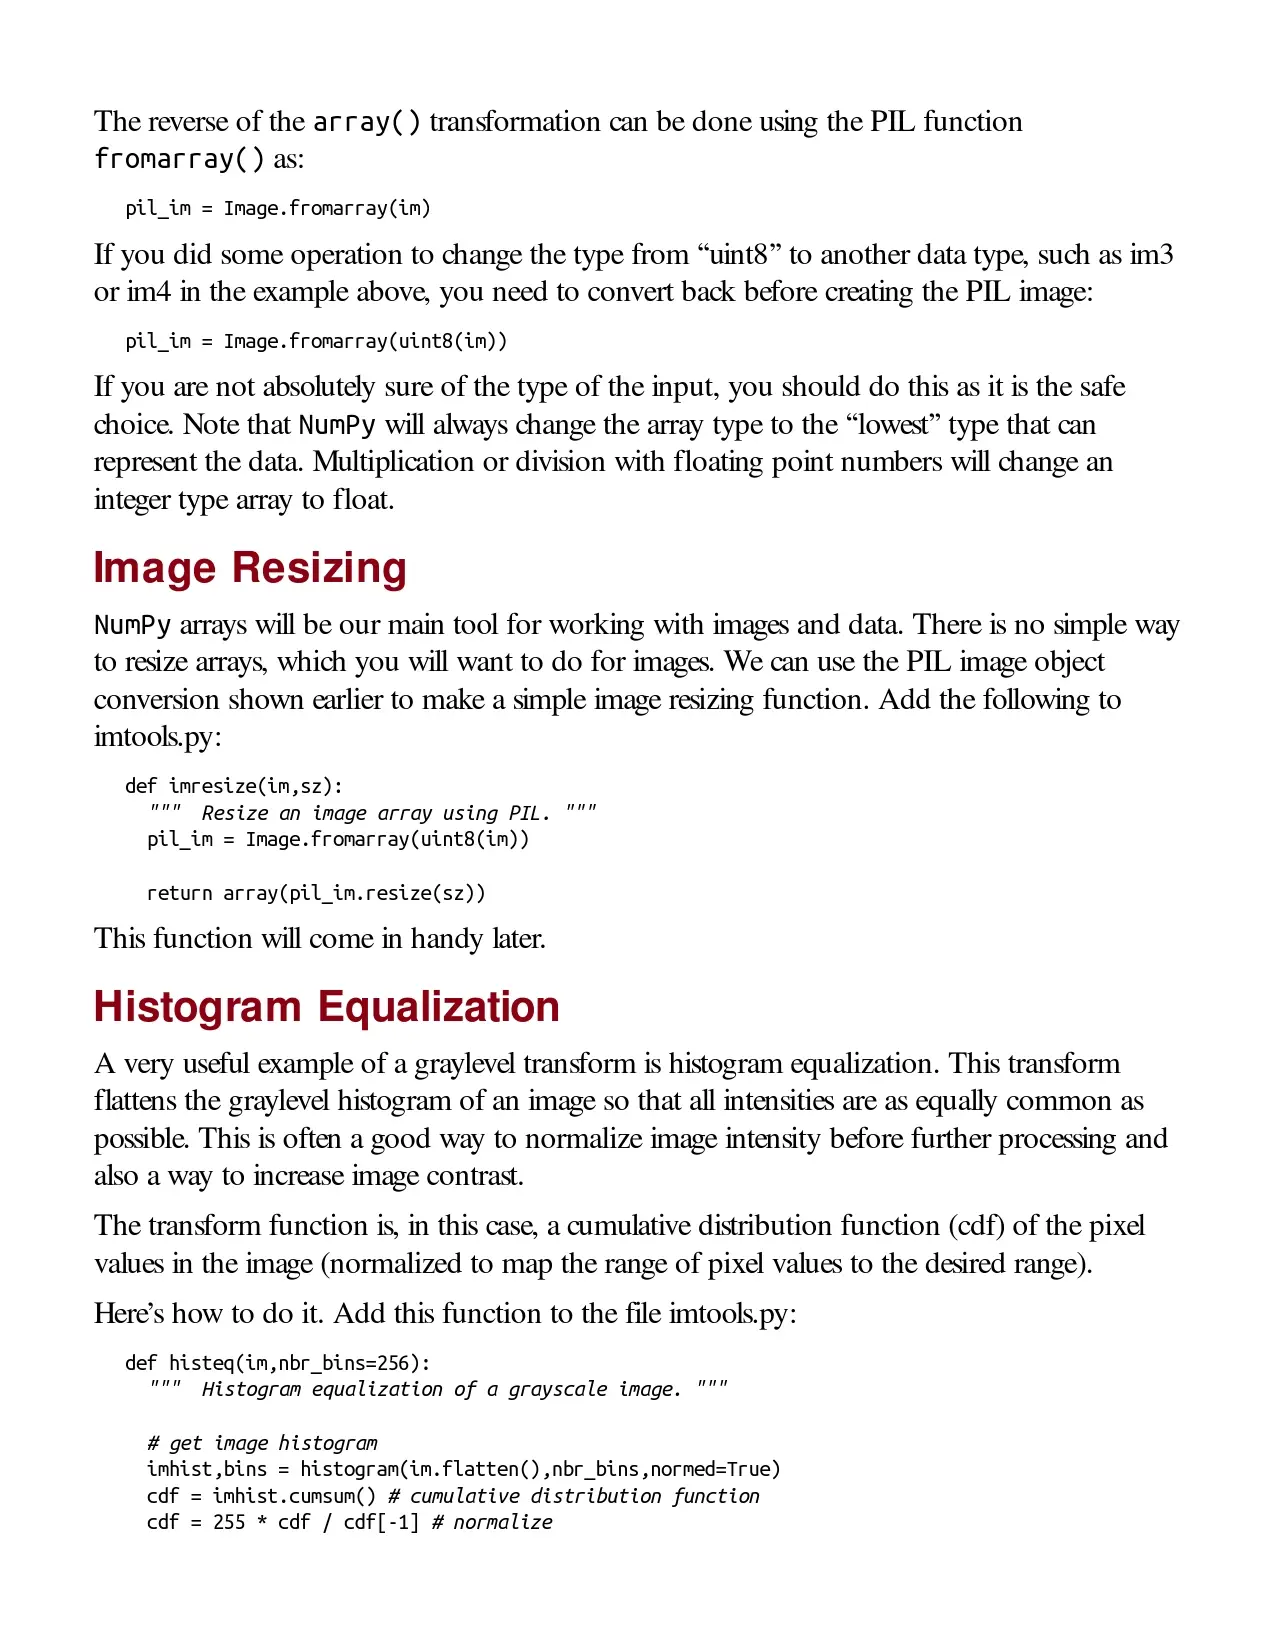 The reverse of the array() transformation can be done using the PIL function
fromarray() as:
pil_im = Image.fromarray(im)
If you did some operation to change the type from “uint8” to another data type, such as im3
or im4 in the example above, you need to convert back before creating the PIL image:
pil_im = Image.fromarray(uint8(im))
If you are not absolutely sure of the type of the input, you should do this as it is the safe
choice. Note that NumPy will always change the array type to the “lowest” type that can
represent the data. Multiplication or division with floating point numbers will change an
integer type array to float.
Image Resizing
NumPy arrays will be our main tool for working with images and data. There is no simple way
to resize arrays, which you will want to do for images. We can use the PIL image object
conversion shown earlier to make a simple image resizing function. Add the following to
imtools.py:
def imresize(im,sz):
  """  Resize an image array using PIL. """
  pil_im = Image.fromarray(uint8(im))
  return array(pil_im.resize(sz))
This function will come in handy later.
Histogram Equalization
A very useful example of a graylevel transform is histogram equalization. This transform
flattens the graylevel histogram of an image so that all intensities are as equally common as
possible. This is often a good way to normalize image intensity before further processing and
also a way to increase image contrast.
The transform function is, in this case, a cumulative distribution function (cdf) of the pixel
values in the image (normalized to map the range of pixel values to the desired range).
Here’s how to do it. Add this function to the file imtools.py:
def histeq(im,nbr_bins=256):
  """  Histogram equalization of a grayscale image. """
  # get image histogram
  imhist,bins = histogram(im.flatten(),nbr_bins,normed=True)
  cdf = imhist.cumsum() # cumulative distribution function
  cdf = 255 * cdf / cdf[-1] # normalize